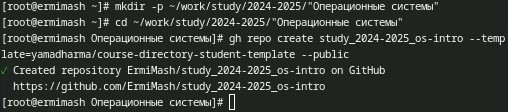 [root@ermimash ~]# mkdir -p ~/work/study/2024-2025/"Операционные системы"
[root@ermimash ~]# cd ~/work/study/2024-2025/"Операционные системы"
[root@ermimash Операционные системы]# gh repo create study_2024-2025_os-intro --temp
late=yamadharma/course-directory-student-template --public
✓ Created repository ErmiMash/study_2024-2025_os-intro on GitHub
  https://github.com/ErmiMash/study_2024-2025_os-intro
[root@ermimash Операционные системы]#